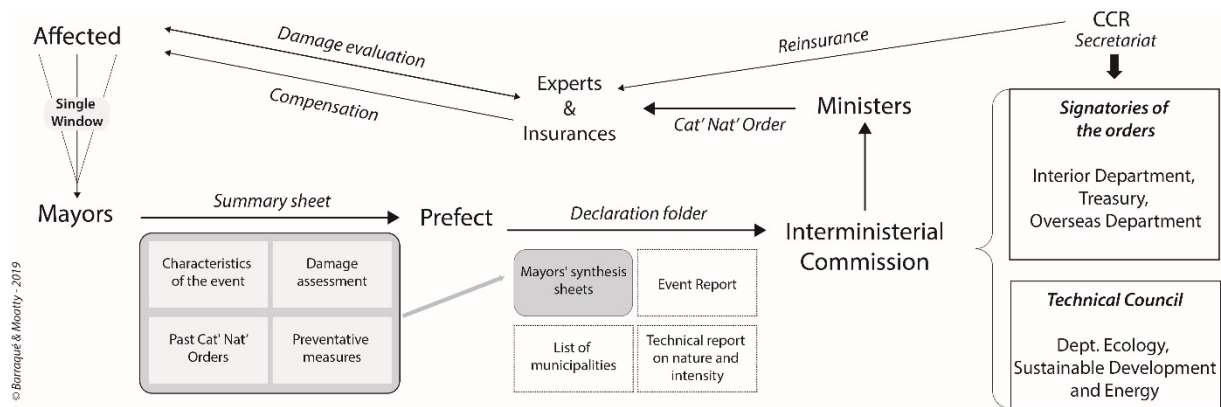 Affected
Single
Window
Mayors
Damage evaluation
Compensation
Experts
&
Insurances
Reinsurance
CCR
Secretariat
Cat' Nat' Order
Ministers
Summary sheet
Prefect
Declaration folder
Interministerial
Commission
Characteristics
of the event
Damage
assessment
Past Cat' Nat'
Orders
Preventative
measures
Mayors' synthesis
sheets
Event Report
List of
municipalities
Technical report
on nature and
intensity
Signatories of
the orders
Interior Department,
Treasury,
Overseas Department
Technical Council
Dept. Ecology,
Sustainable Development
and Energy
© Barraqué & Moatty - 2019